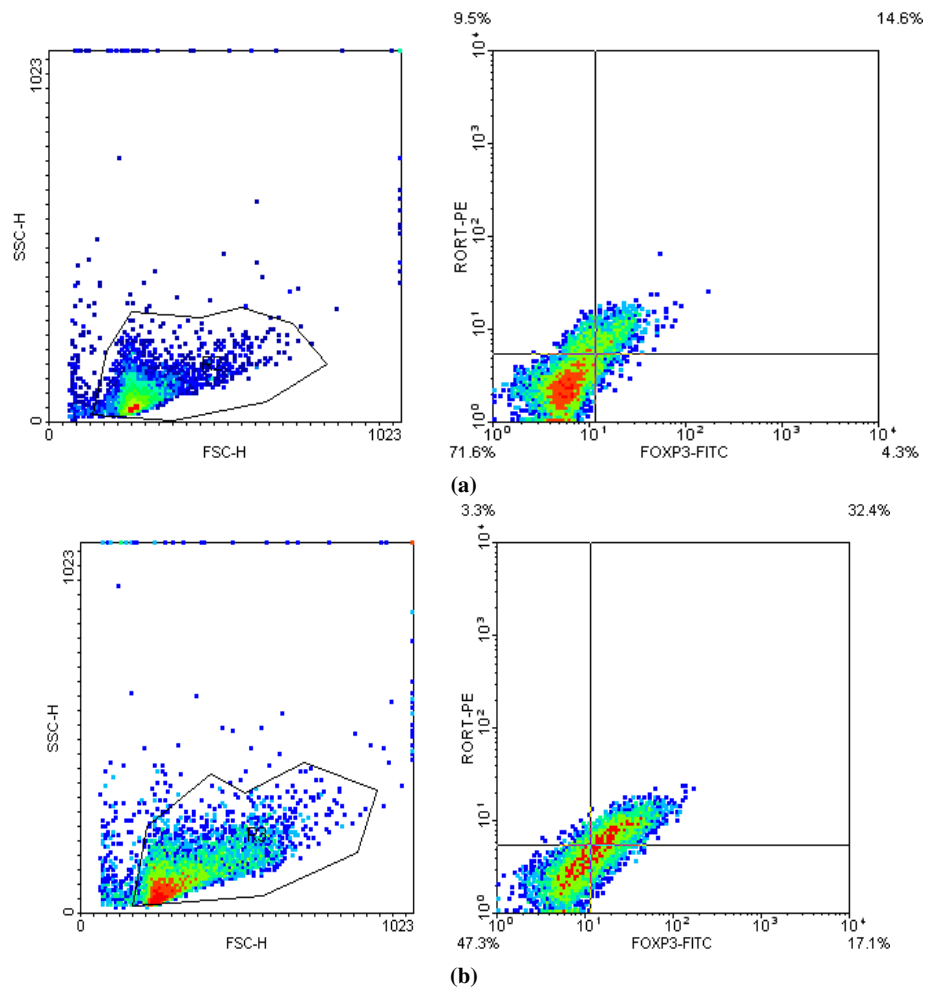 9.5% 14.6%
1023
SSC-H
0
0 1023
FSC-H
10⁴
10³
10²
10¹
10⁰
RORT-PE
10⁰ 10¹ 10² 10³ 10⁴
71.6% FOXP3-FITC 4.3%
(a)
3.3% 32.4%
1023
SSC-H
R3
0
0 1023
FSC-H
10⁴
10³
10²
10¹
10⁰
RORT-PE
10⁰ 10¹ 10² 10³ 10⁴
47.3% FOXP3-FITC 17.1%
(b)